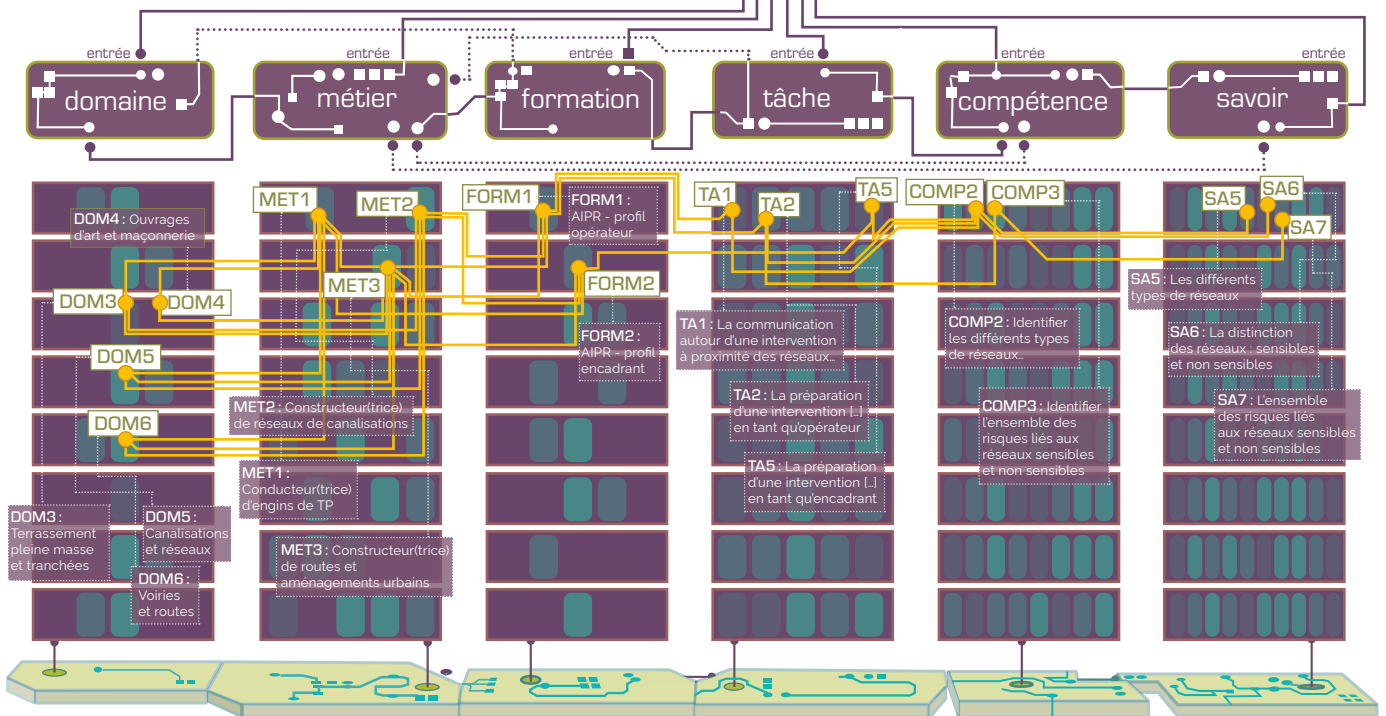 entrée
entrée
entrée
entrée
entrée
entrée
domaine
métier
formation
tâche
compétence
savoir
MET1
MET2
FORM1
TA1
TA2
TA5
COMP2
COMP3
SA5
SA6
SA7
DOM4 : Ouvrages
d'art et maçonnerie
FORM1 :
AIPR - profil
opérateur
MET3
FORM2
DOM3
DOM4
SA5 : Les différents
types de réseau
TA1 : La communication
autour d'une intervention
à proximité des réseaux...
COMP2 : Identifier
les différents types
de réseaux...
SA6 : La distinction
des réseaux : sensibles
et non sensibles
FORM2 :
AIPR - profil
encadrant
DOM5
TA2 : La préparation
d'une intervention [...]
en tant qu'opérateur
MET2 : Constructeur(trice)
de réseaux de canalisations
COMP3 : Identifier
l'ensemble des
risques liés aux
réseaux sensibles
et non sensibles
SA7 : L'ensemble
des risques liés
aux réseaux sensibles
et non sensibles
DOM6
MET1 :
Conducteur(trice)
d'engins de TP
TA5 : La préparation
d'une intervention [...]
en tant qu'encadrant
DOM3 :
Terrassement
pleine masse
et tranchées
DOM5 :
Canalisations
et réseaux
MET3 : Constructeur(trice)
de routes et
aménagements urbains
DOM6 :
Voiries
et routes